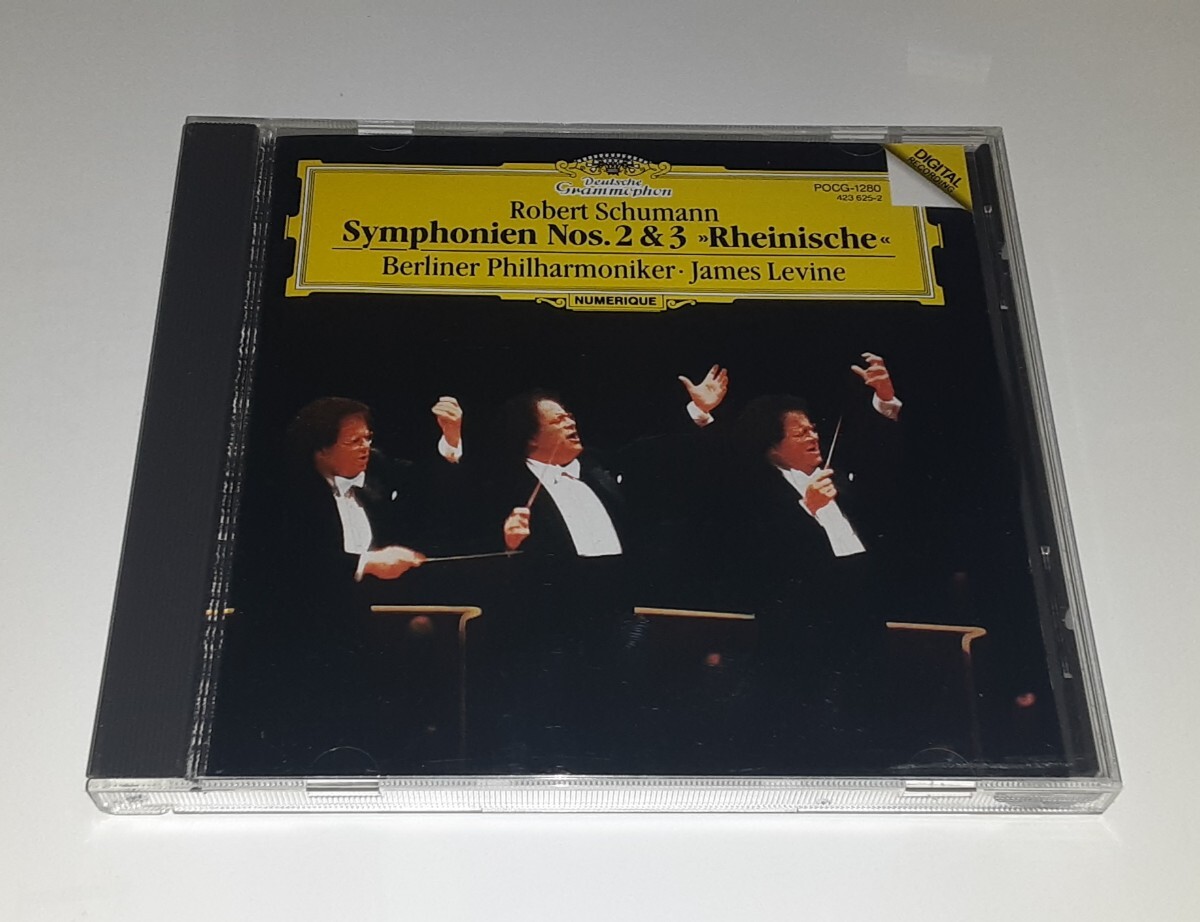 Deutsche
Grammophon
DIGITAL
RECORDING
POCG-1280
423 625-2
Robert Schumann
Symphonien Nos. 2 & 3 »Rheinische«
Berliner Philharmoniker · James Levine
NUMERIQUE